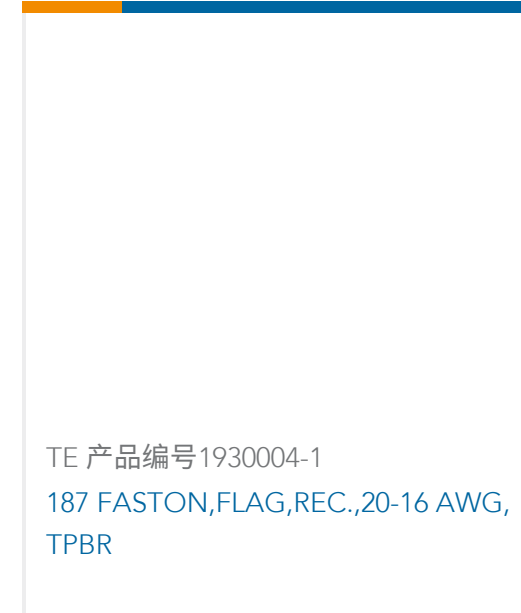 TE 产品编号1930004-1
187 FASTON,FLAG,REC.,20-16 AWG,
TPBR